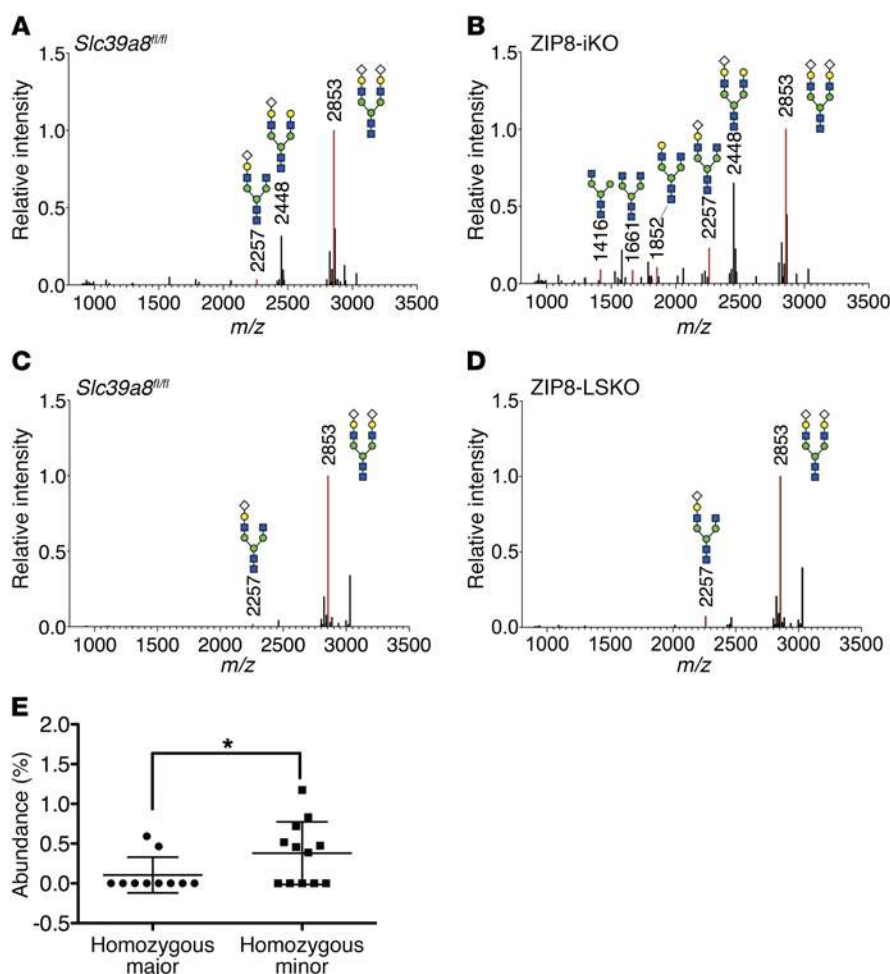 A
Slc39a8fl/fl
1.5
1.0
0.5
0.0
Relative intensity
2257
2448
2853
1000 1500 2000 2500 3000 3500
m/z
B
ZIP8-iKO
1.5
1.0
0.5
0.0
Relative intensity
1416
1661
1852
2257
2448
2853
1000 1500 2000 2500 3000 3500
m/z
C
Slc39a8fl/fl
1.5
1.0
0.5
0.0
Relative intensity
2257
2853
1000 1500 2000 2500 3000 3500
m/z
D
ZIP8-LSKO
1.5
1.0
0.5
0.0
Relative intensity
2257
2853
1000 1500 2000 2500 3000 3500
m/z
E
2.0
1.5
1.0
0.5
0.0
-0.5
Abundance (%)
*
Homozygous
major
Homozygous
minor